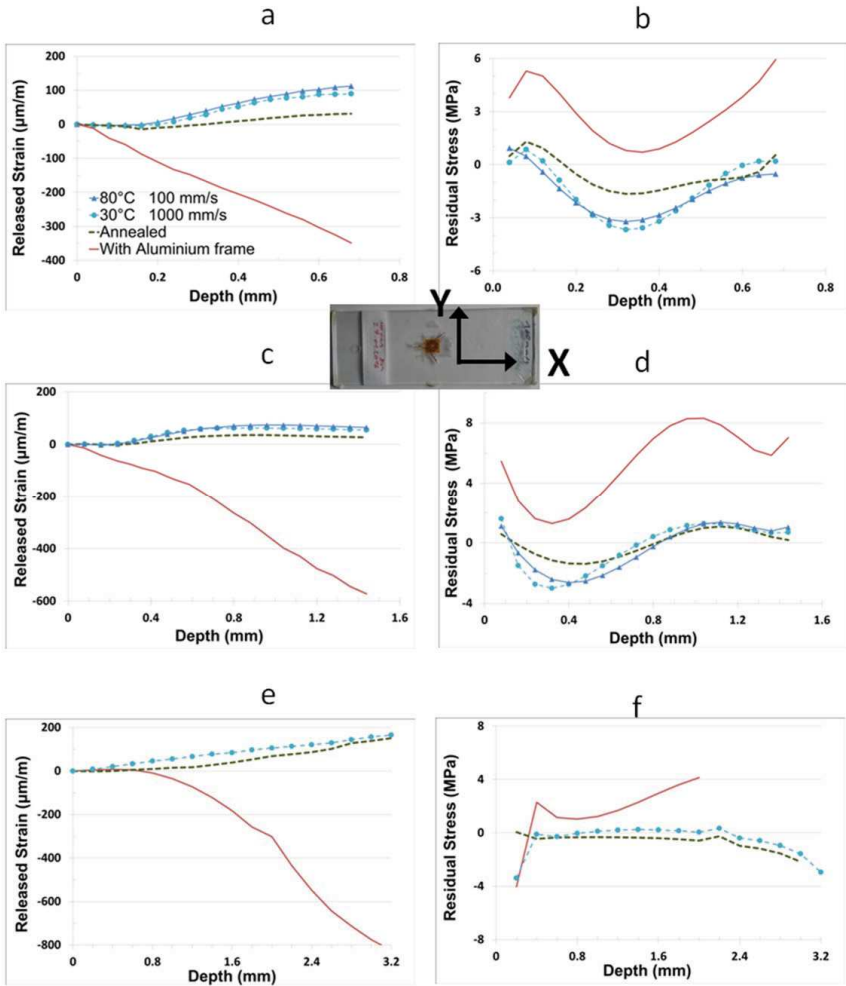 a
b
Released Strain (µm/m)
200
100
0
-100
-200
-300
-400
80°C 100 mm/s
30°C 1000 mm/s
Annealed
With Aluminium frame
0 0.2 0.4 0.6 0.8
Depth (mm)
Residual Stress (MPa)
6
3
0
-3
-6
0.0 0.2 0.4 0.6 0.8
Depth (mm)
Y
X
c
d
Released Strain (µm/m)
200
0
-200
-400
-600
0 0.4 0.8 1.2 1.6
Depth (mm)
Residual Stress (MPa)
8
4
0
-4
0 0.4 0.8 1.2 1.6
Depth (mm)
e
f
Released Strain (µm/m)
200
0
-200
-400
-600
-800
0 0.8 1.6 2.4 3.2
Depth (mm)
Residual Stress (MPa)
8
4
0
-4
-8
0 0.8 1.6 2.4 3.2
Depth (mm)